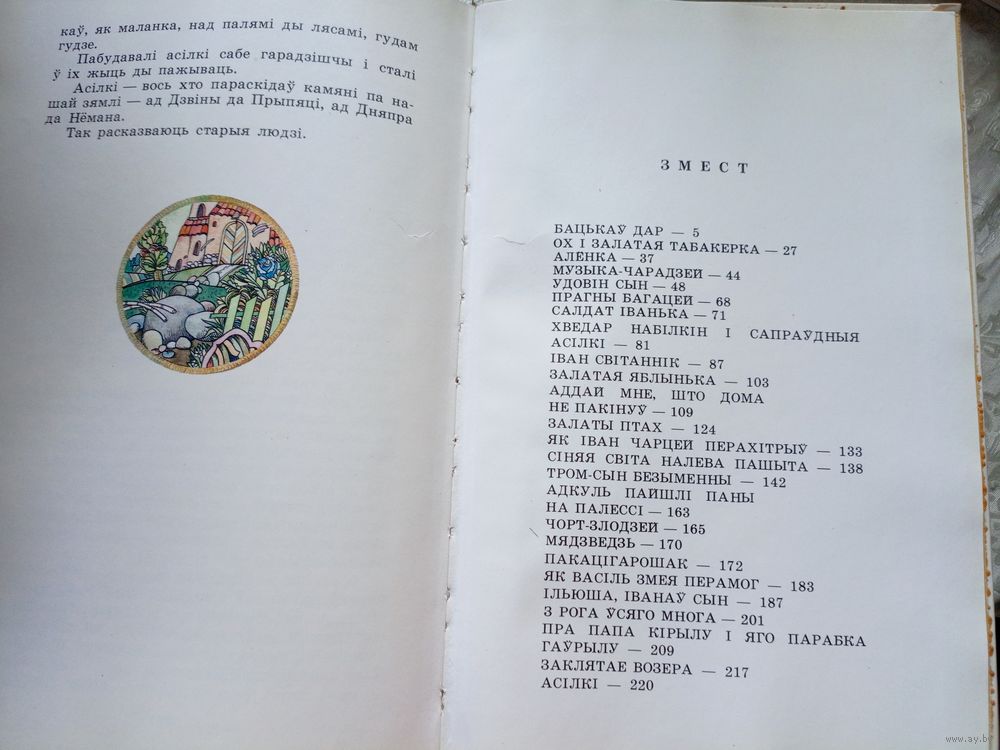 каў, як маланка, над палямі ды лясамі, гудам
гудзе.
Пабудавалі асілкі сабе гарадзішчы і сталі
ў іх жыць ды пажываць.
Асілкі — вось хто параскідаў камяні па на-
шай зямлі — ад Дзвіны да Прыпяці, ад Дняпра
да Нёмана.
Так расказваюць старыя людзі.
ЗМЕСТ
БАЦЬКАЎ ДАР — 5
ОХ І ЗАЛАТАЯ ТАБАКЕРКА — 27
АЛЁНКА — 37
МУЗЫКА-ЧАРАДЗЕЙ — 44
УДОВІН СЫН — 48
ПРАГНЫ БАГАЦЕЙ — 68
САЛДАТ ІВАНЬКА — 71
ХВЕДАР НАБІЛКІН І САПРАЎДНЫЯ
АСІЛКІ — 81
ІВАН СВІТАННІК — 87
ЗАЛАТАЯ ЯБЛЫНЬКА — 103
АДДАЙ МНЕ, ШТО ДОМА
НЕ ПАКІНУЎ — 109
ЗАЛАТЫ ПТАХ — 124
ЯК ІВАН ЧАРЦЕЙ ПЕРАХІТРЫЎ — 133
СІНЯЯ СВІТА НАЛЕВА ПАШЫТА — 138
ТРОМ-СЫН БЕЗЫМЕННЫ — 142
АДКУЛЬ ПАЙШЛІ ПАНЫ
НА ПАЛЕССІ — 163
ЧОРТ-ЗЛОДЗЕЙ — 165
МЯДЗВЕДЗЬ — 170
ПАКАЦІГАРОШАК — 172
ЯК ВАСІЛЬ ЗМЕЯ ПЕРАМОГ — 183
ІЛЬЮША, ІВАНАЎ СЫН — 187
З РОГА ЎСЯГО МНОГА — 201
ПРА ПАПА КІРЫЛУ І ЯГО ПАРАБКА
ГАЎРЫЛУ — 209
ЗАКЛЯТАЕ ВОЗЕРА — 217
АСІЛКІ — 220
www.ay.by